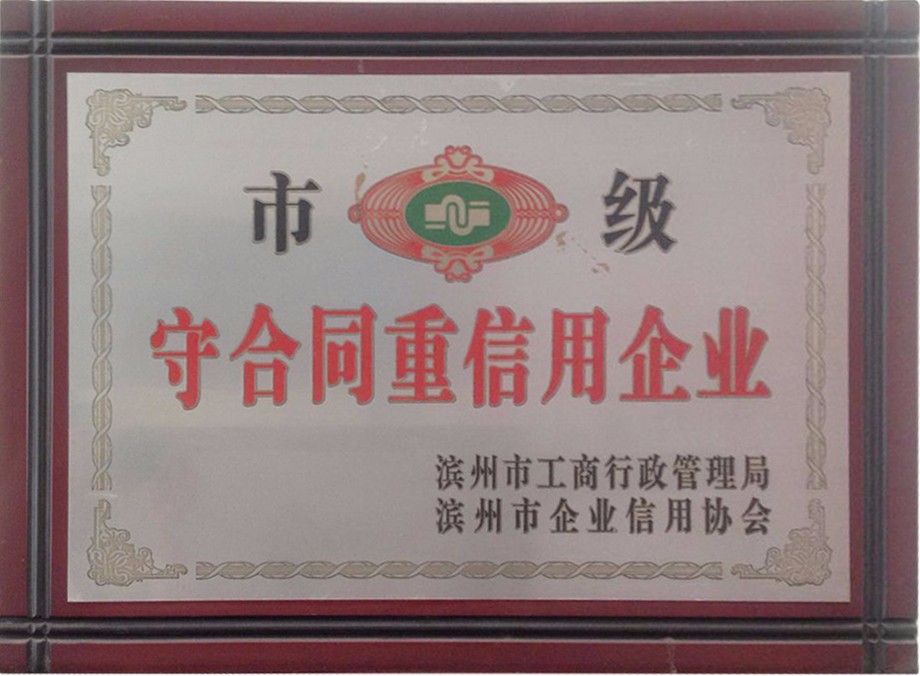 市 级
守合同重信用企业
滨州市工商行政管理局
滨州市企业信用协会